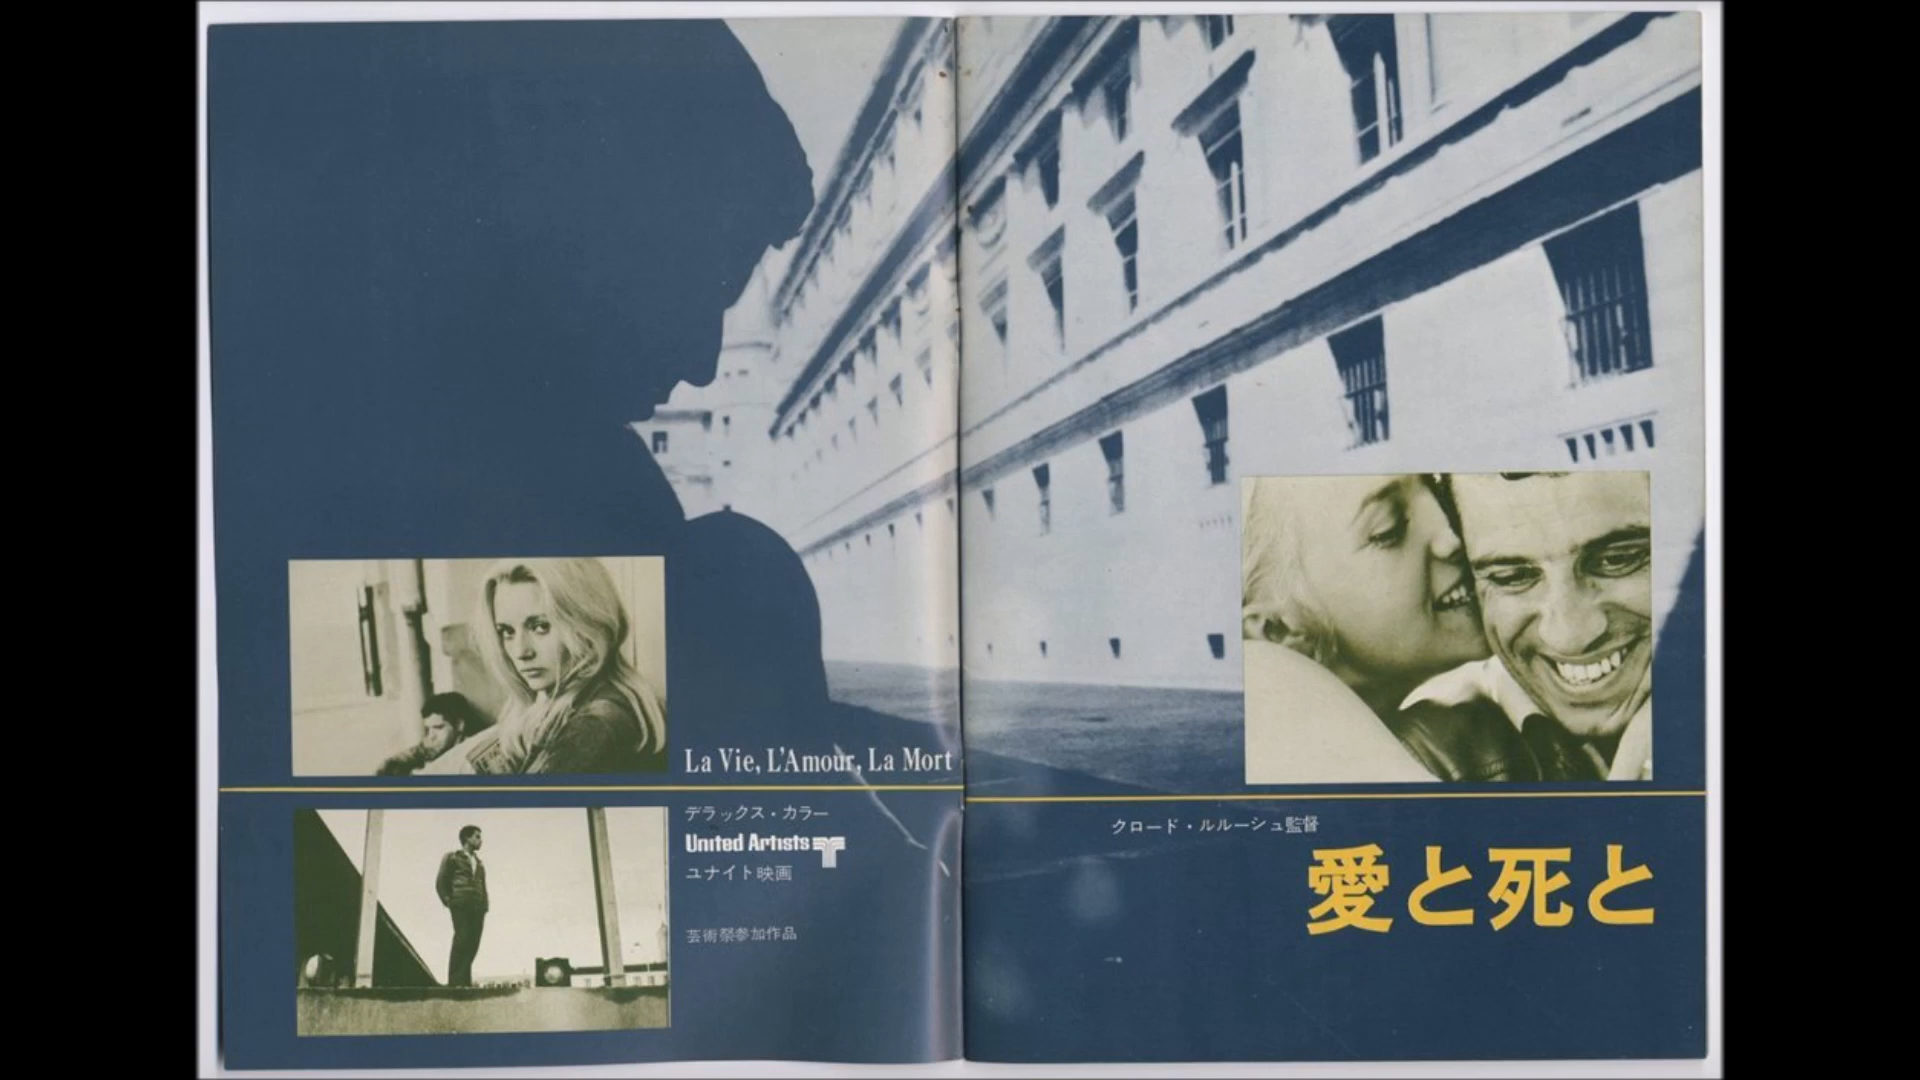 La Vie, L'Amour, La Mort
デラックス・カラー
United Artists
ユナイト映画
芸術祭参加作品
クロード・ルルーシュ監督
愛と死と